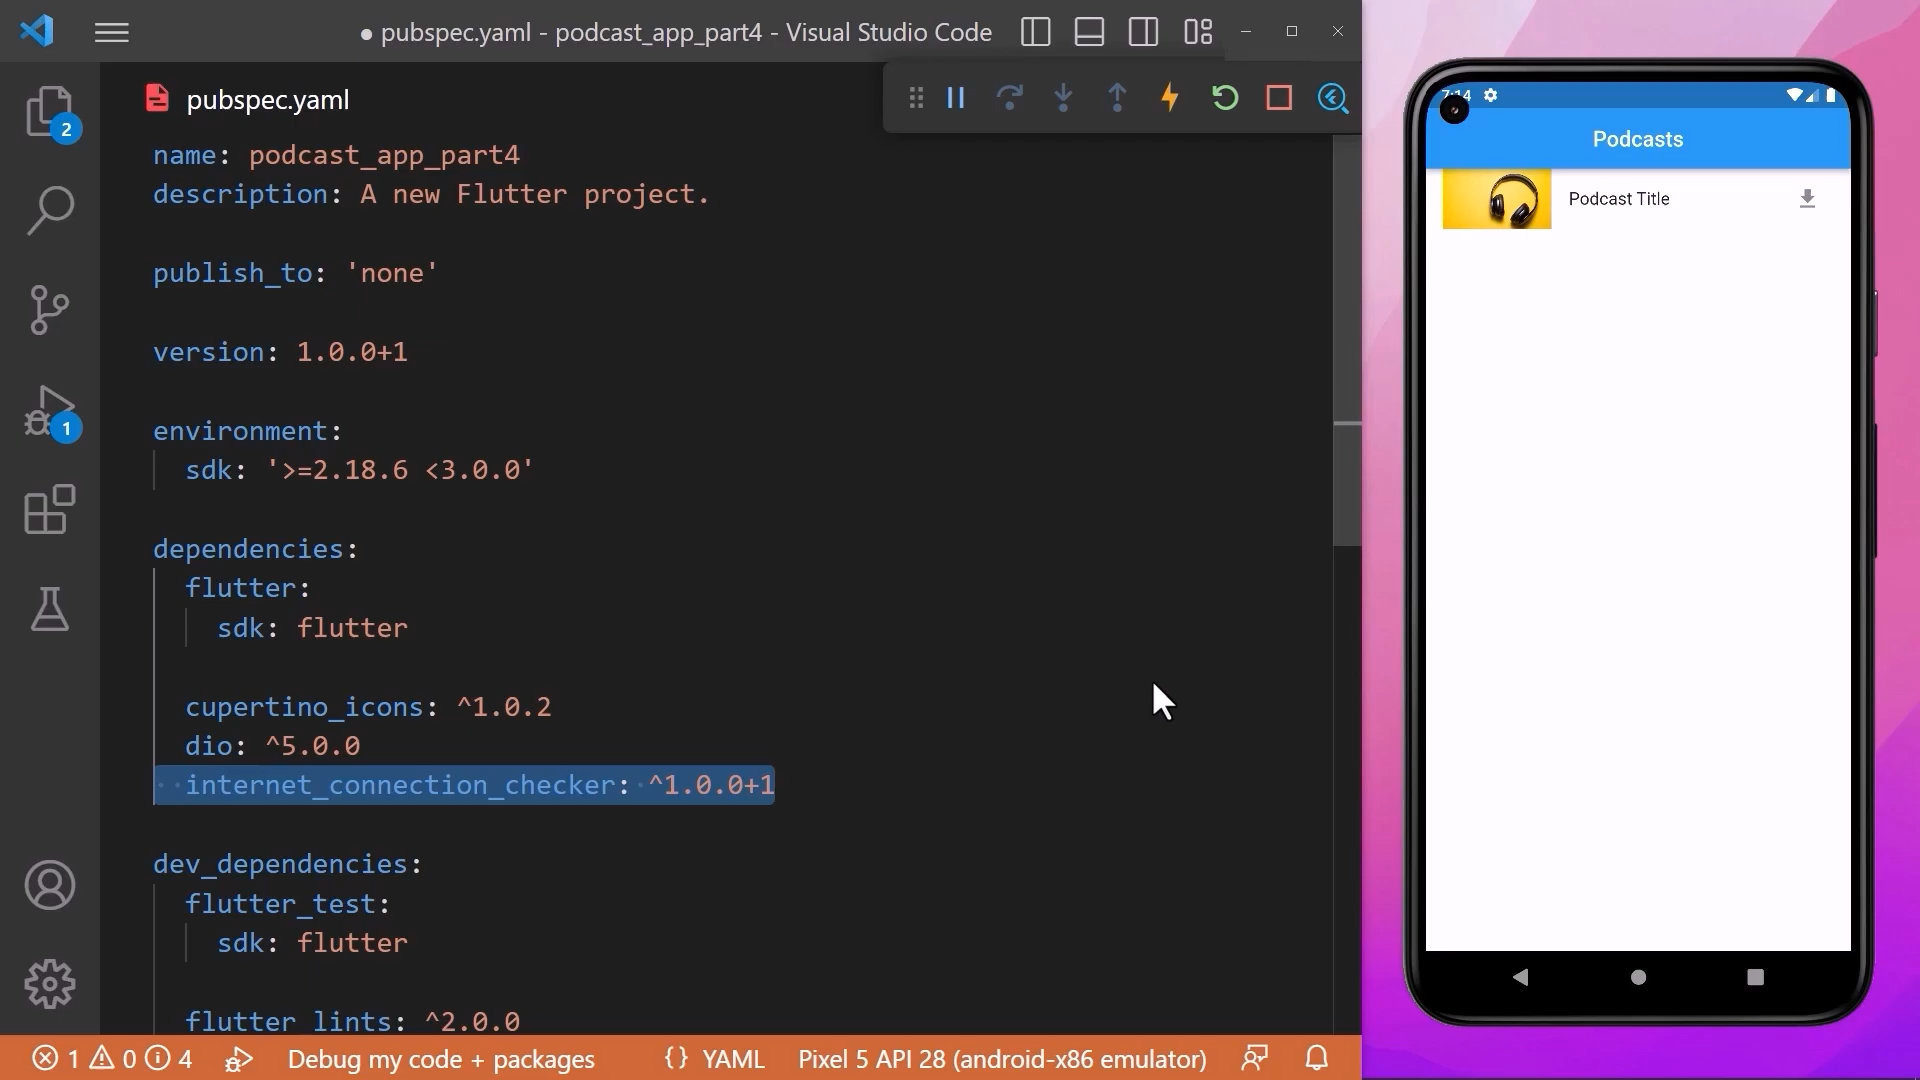 ● pubspec.yaml - podcast_app_part4 - Visual Studio Code
pubspec.yaml
name: podcast_app_part4
description: A new Flutter project.
publish_to: 'none'
version: 1.0.0+1
environment:
sdk: '>=2.18.6 <3.0.0'
dependencies:
flutter:
sdk: flutter
cupertino_icons: ^1.0.2
dio: ^5.0.0
internet_connection_checker: ^1.0.0+1
dev_dependencies:
flutter_test:
sdk: flutter
flutter_lints: ^2.0.0
2
1
1 0 4 Debug my code + packages {} YAML Pixel 5 API 28 (android-x86 emulator)
7:14
Podcasts
Podcast Title